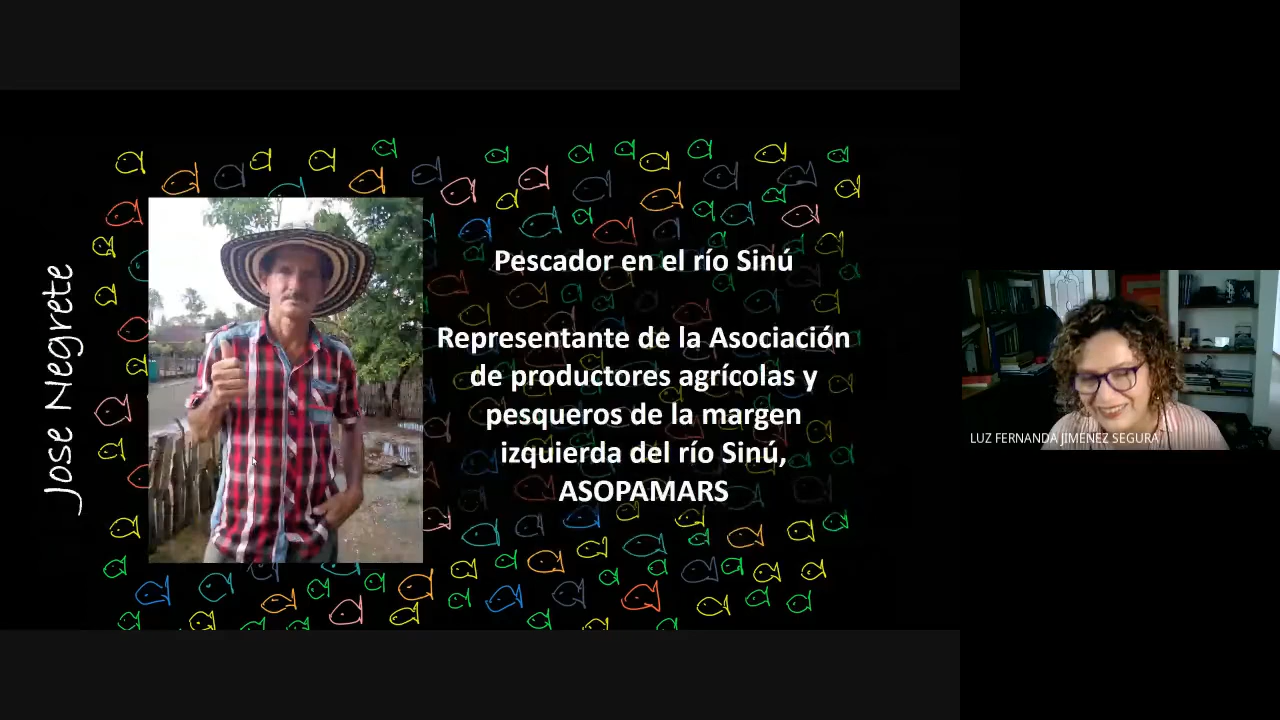 Jose Negrete
Pescador en el río Sinú
Representante de la Asociación
de productores agrícolas y
pesqueros de la margen
izquierda del río Sinú,
ASOPAMARS
LUZ FERNANDA JIMENEZ SEGURA